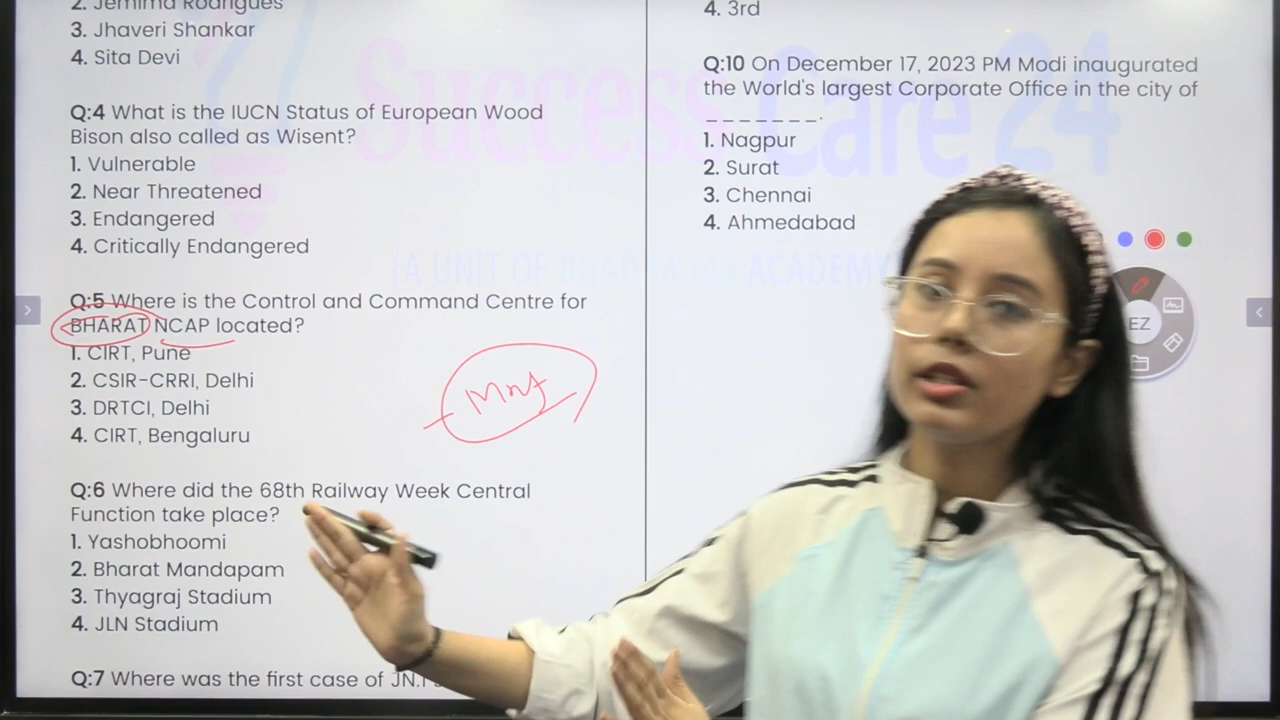 2. Jemima Rodrigues
3. Jhaveri Shankar
4. Sita Devi
Q:4 What is the IUCN Status of European Wood
Bison also called as Wisent?
1. Vulnerable
2. Near Threatened
3. Endangered
4. Critically Endangered
Q:5 Where is the Control and Command Centre for
BHARAT NCAP located?
1. CIRT, Pune
2. CSIR-CRRI, Delhi
3. DRTCI, Delhi
4. CIRT, Bengaluru
Q:6 Where did the 68th Railway Week Central
Function take place?
1. Yashobhoomi
2. Bharat Mandapam
3. Thyagraj Stadium
4. JLN Stadium
Q:7 Where was the first case of JN.1
4. 3rd
Q:10 On December 17, 2023 PM Modi inaugurated
the World's largest Corporate Office in the city of
_______.
1. Nagpur
2. Surat
3. Chennai
4. Ahmedabad
Success Care 24
(A UNIT OF ACADEMY
EZ